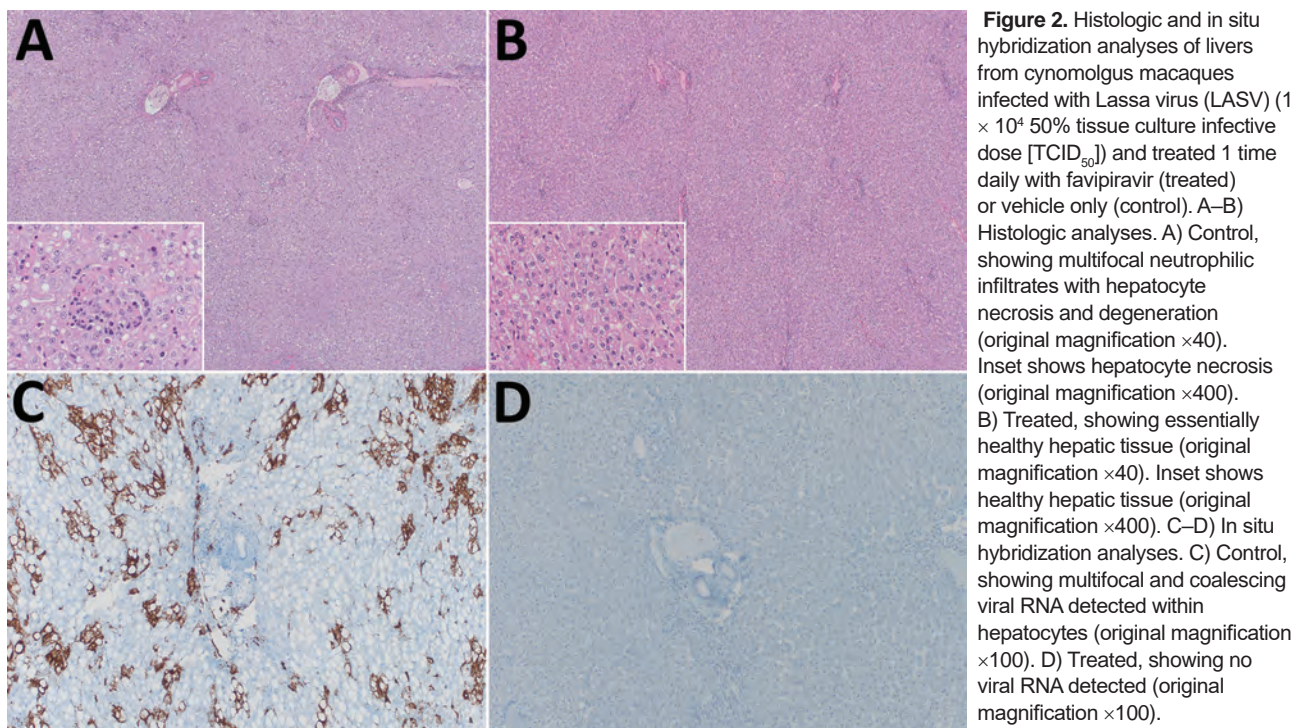 A
B
C
D
Figure 2. Histologic and in situ
hybridization analyses of livers
from cynomolgus macaques
infected with Lassa virus (LASV) (1
× 10⁴ 50% tissue culture infective
dose [TCID₅₀]) and treated 1 time
daily with favipiravir (treated)
or vehicle only (control). A–B)
Histologic analyses. A) Control,
showing multifocal neutrophilic
infiltrates with hepatocyte
necrosis and degeneration
(original magnification ×40).
Inset shows hepatocyte necrosis
(original magnification ×400).
B) Treated, showing essentially
healthy hepatic tissue (original
magnification ×40). Inset shows
healthy hepatic tissue (original
magnification ×400). C–D) In situ
hybridization analyses. C) Control,
showing multifocal and coalescing
viral RNA detected within
hepatocytes (original magnification
×100). D) Treated, showing no
viral RNA detected (original
magnification ×100).